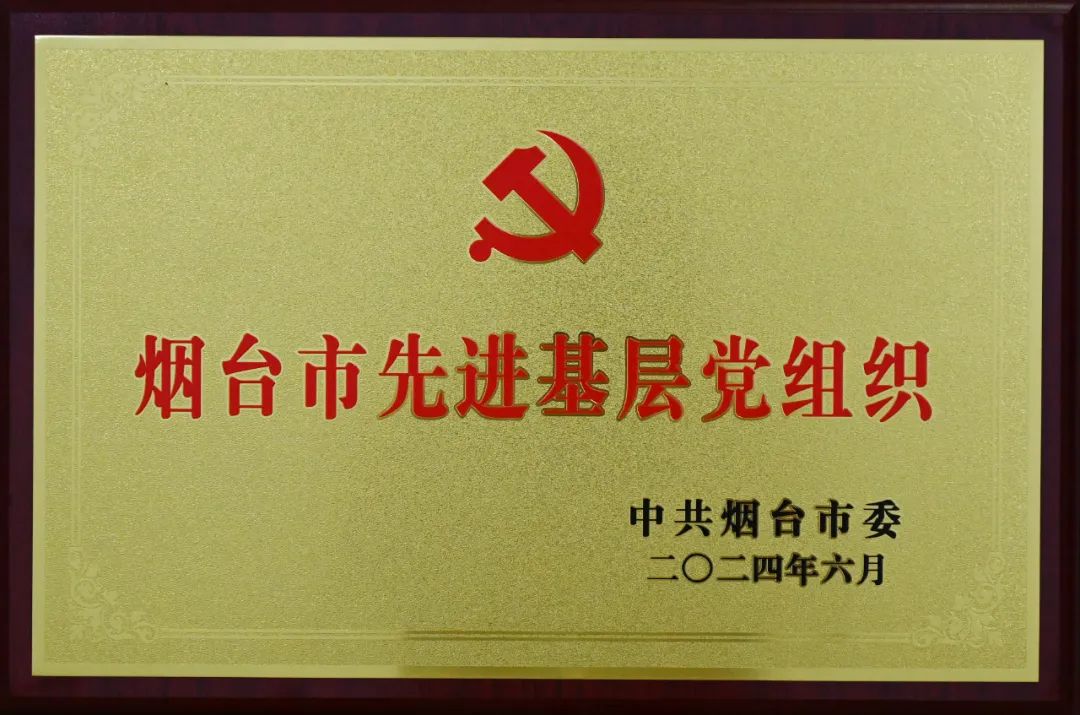 烟台市先进基层党组织
中共烟台市委
二〇二四年六月